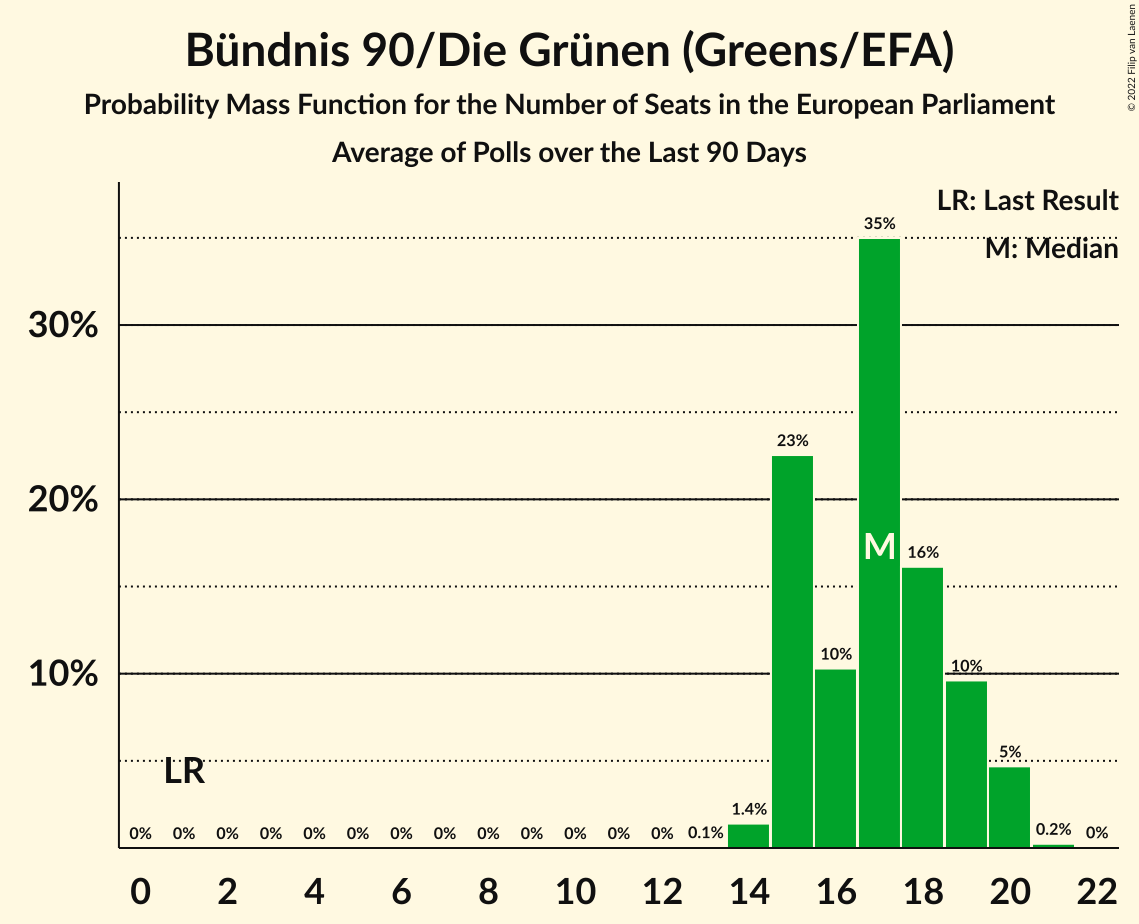 Bündnis 90/Die Grünen (Greens/EFA)
Probability Mass Function for the Number of Seats in the European Parliament
Average of Polls over the Last 90 Days
© 2022 Filip van Laenen
LR: Last Result
M: Median
35%
30%
23%
20%
M
16%
10%
10%
10%
LR
5%
1.4%
0% 0% 0% 0% 0% 0% 0% 0% 0% 0% 0% 0% 0% 0.1% 0.2% 0%
0 2 4 6 8 10 12 14 16 18 20 22